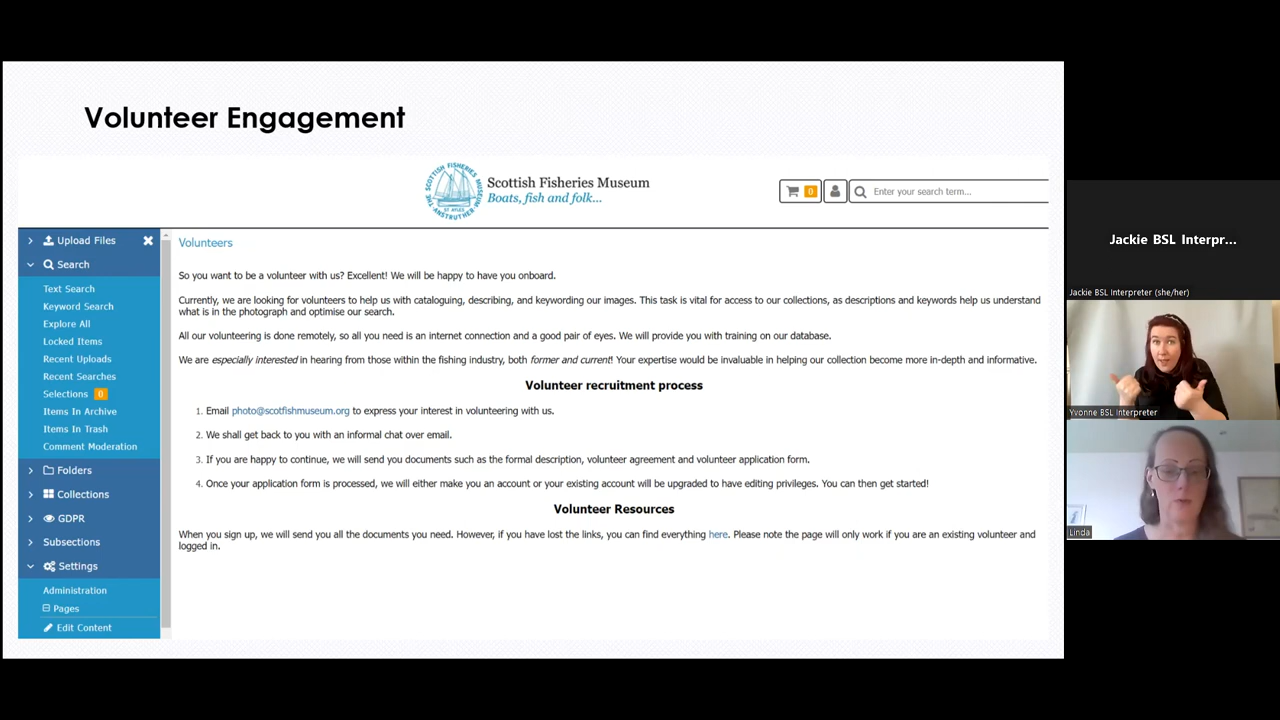 Volunteer Engagement
THE SCOTTISH FISHERIES MUSEUM
ST AYLES
ANSTRUTHER
Scottish Fisheries Museum
Boats, fish and folk...
0
Enter your search term...
Upload Files
Search
Text Search
Keyword Search
Explore All
Locked Items
Recent Uploads
Recent Searches
Selections 0
Items In Archive
Items In Trash
Comment Moderation
Folders
Collections
GDPR
Subsections
Settings
Administration
Pages
Edit Content
Volunteers
So you want to be a volunteer with us? Excellent! We will be happy to have you onboard.
Currently, we are looking for volunteers to help us with cataloguing, describing, and keywording our images. This task is vital for access to our collections, as descriptions and keywords help us understand
what is in the photograph and optimise our search.
All our volunteering is done remotely, so all you need is an internet connection and a good pair of eyes. We will provide you with training on our database.
We are especially interested in hearing from those within the fishing industry, both former and current! Your expertise would be invaluable in helping our collection become more in-depth and informative.
Volunteer recruitment process
1. Email photo@scotfishmuseum.org to express your interest in volunteering with us.
2. We shall get back to you with an informal chat over email.
3. If you are happy to continue, we will send you documents such as the formal description, volunteer agreement and volunteer application form.
4. Once your application form is processed, we will either make you an account or your existing account will be upgraded to have editing privileges. You can then get started!
Volunteer Resources
When you sign up, we will send you all the documents you need. However, if you have lost the links, you can find everything here. Please note the page will only work if you are an existing volunteer and
logged in.
Jackie BSL Interpr...
Jackie BSL Interpreter (she/her)
Yvonne BSL Interpreter
Linda